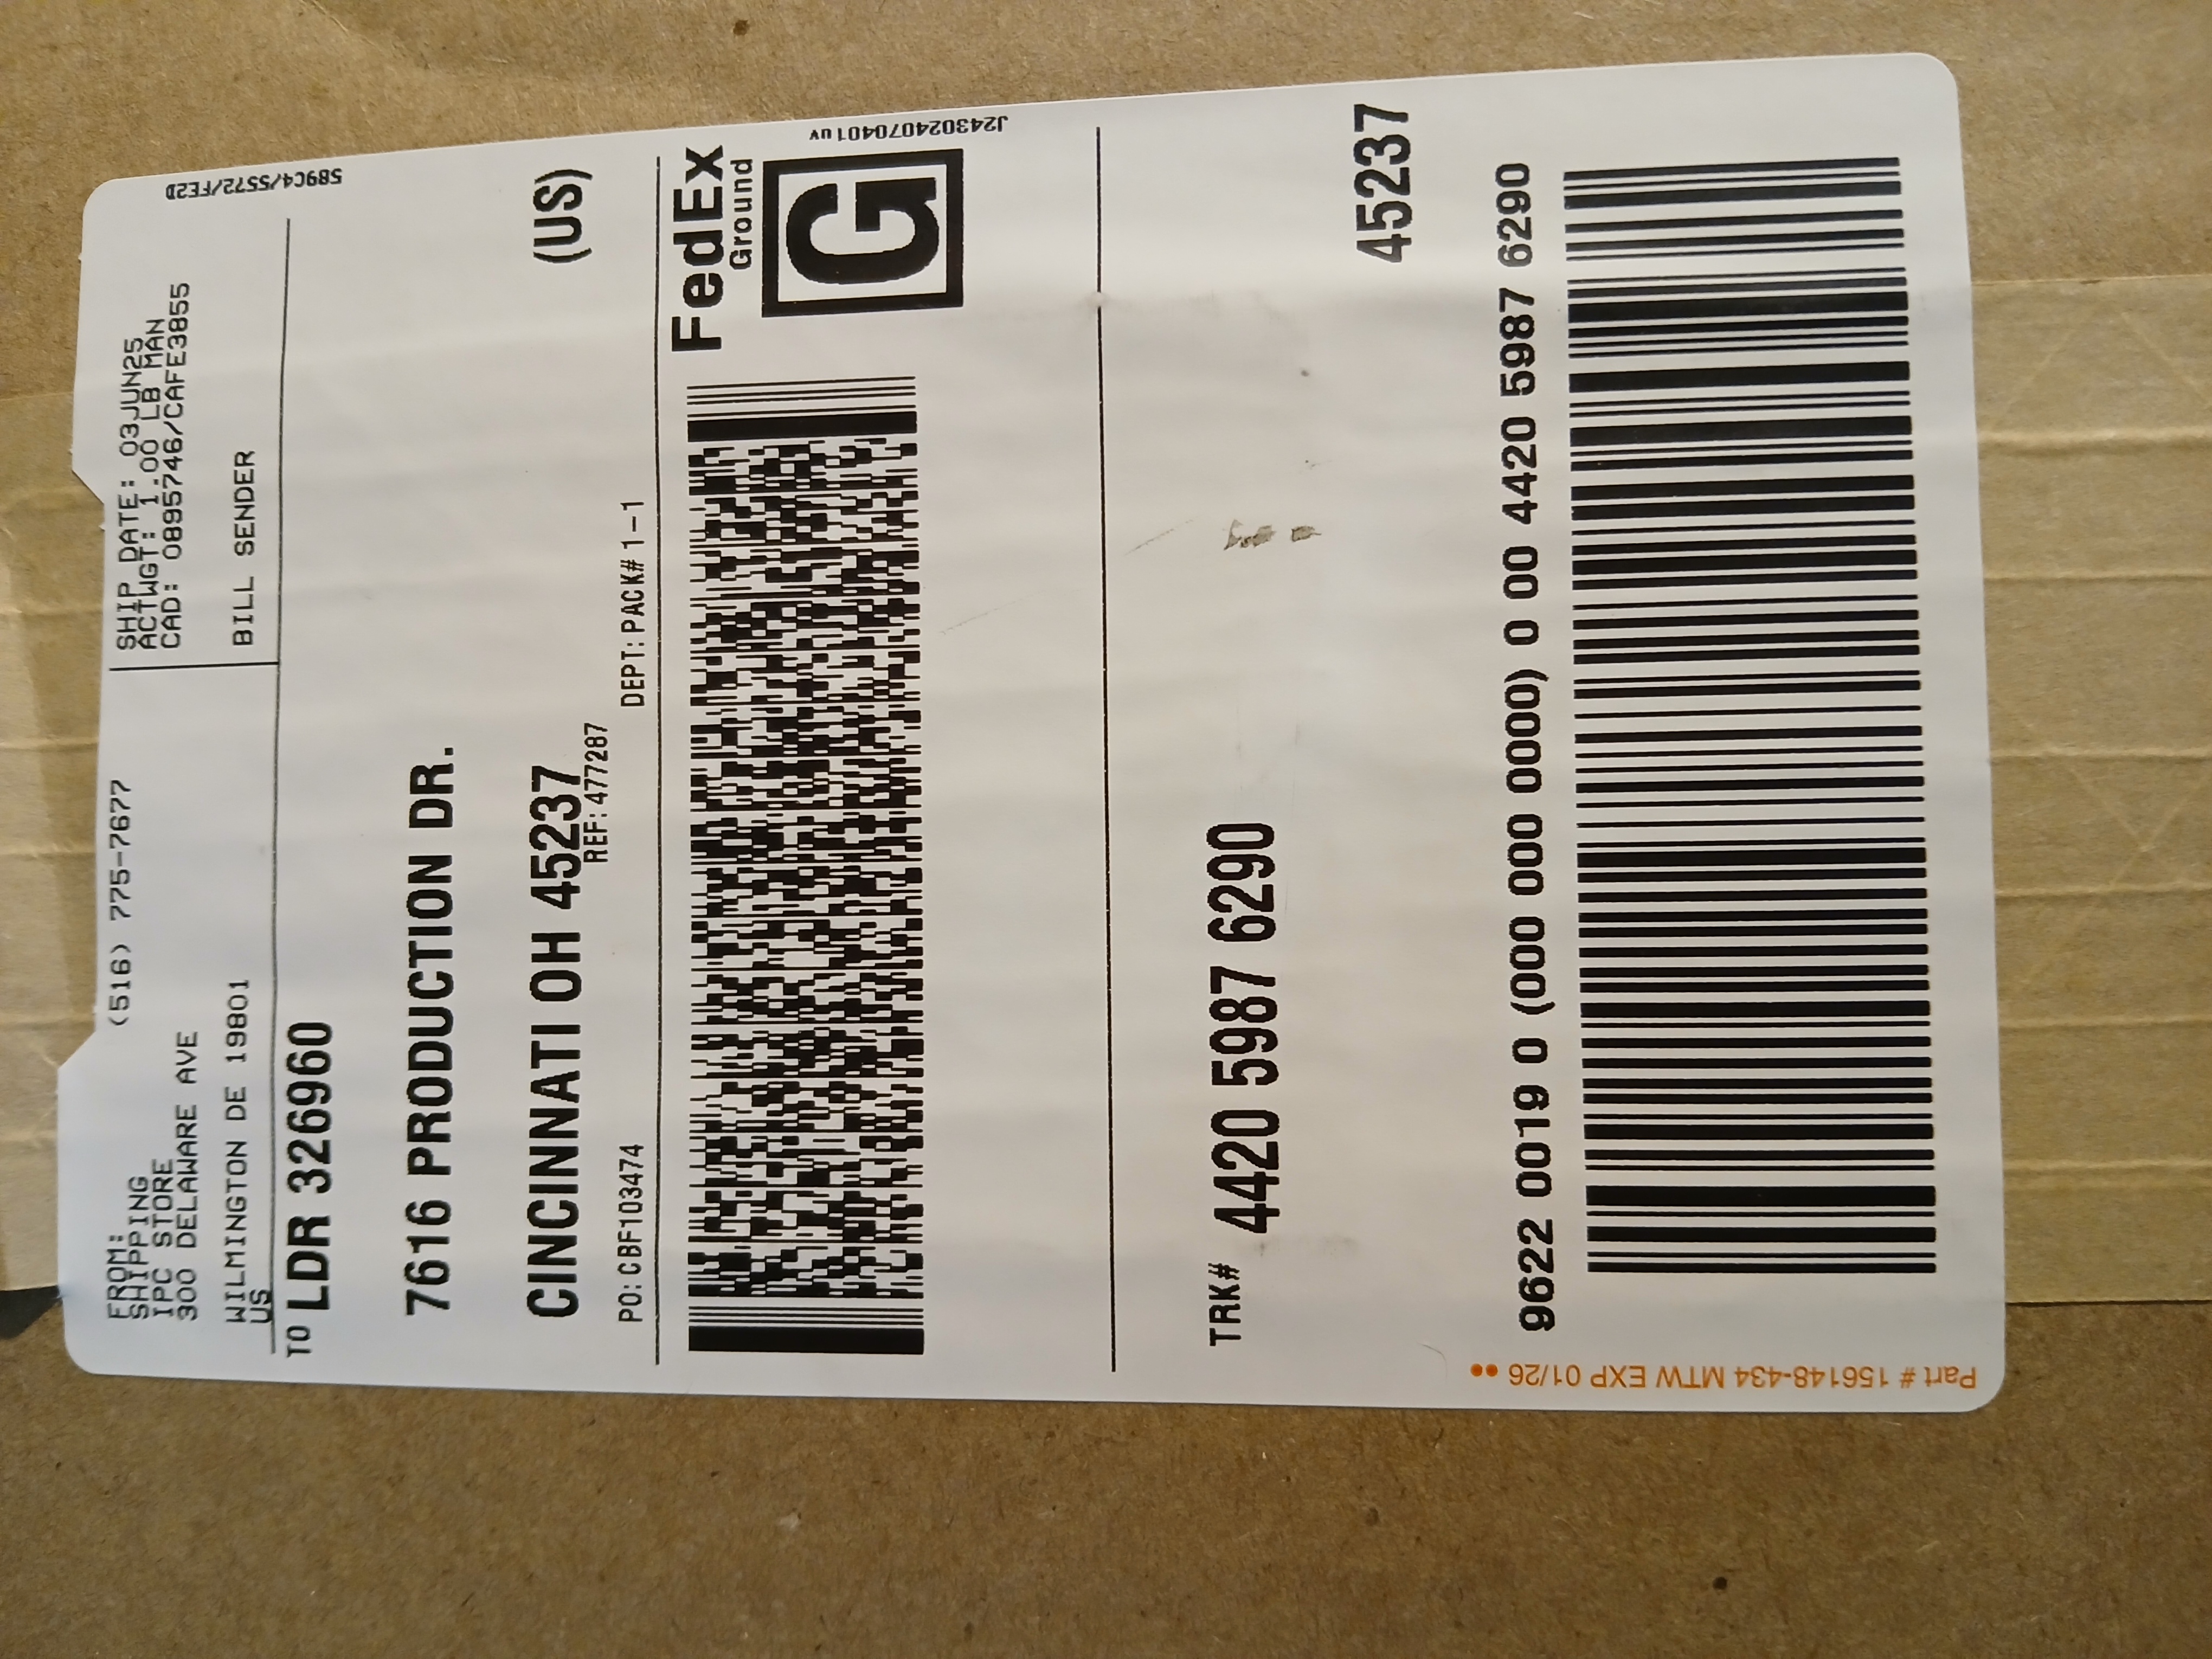 FROM:
(516) 775-7677
SHIPPING
IPC STORE
300 DELAWARE AVE
WILMINGTON DE 19801
US
SHIP DATE: 03JUN25
ACTWGT: 1.00 LB MAN
CAD: 0895746/CAFE3855
BILL SENDER
589C4/5572/FE2D
TO LDR 326960
7616 PRODUCTION DR.
CINCINNATI OH 45237
(US)
REF: 477287
PO: CBF103474
DEPT: PACK# 1-1
FedEx
Ground
G
J243024070401uv
TRK# 4420 5987 6290
45237
9622 0019 0 (000 000 0000) 0 00 4420 5987 6290
Part # 156148-434 MTW EXP 01/26